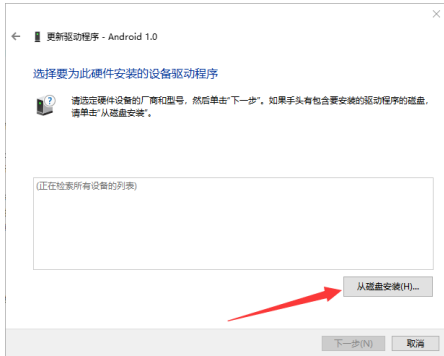 更新驱动程序 - Android 1.0
选择要为此硬件安装的设备驱动程序
请选定硬件设备的厂商和型号，然后单击“下一步”。如果手头有包含要安装的驱动程序的磁盘，
请单击“从磁盘安装”。
(正在检索所有设备的列表)
从磁盘安装(H)...
下一步(N) 取消